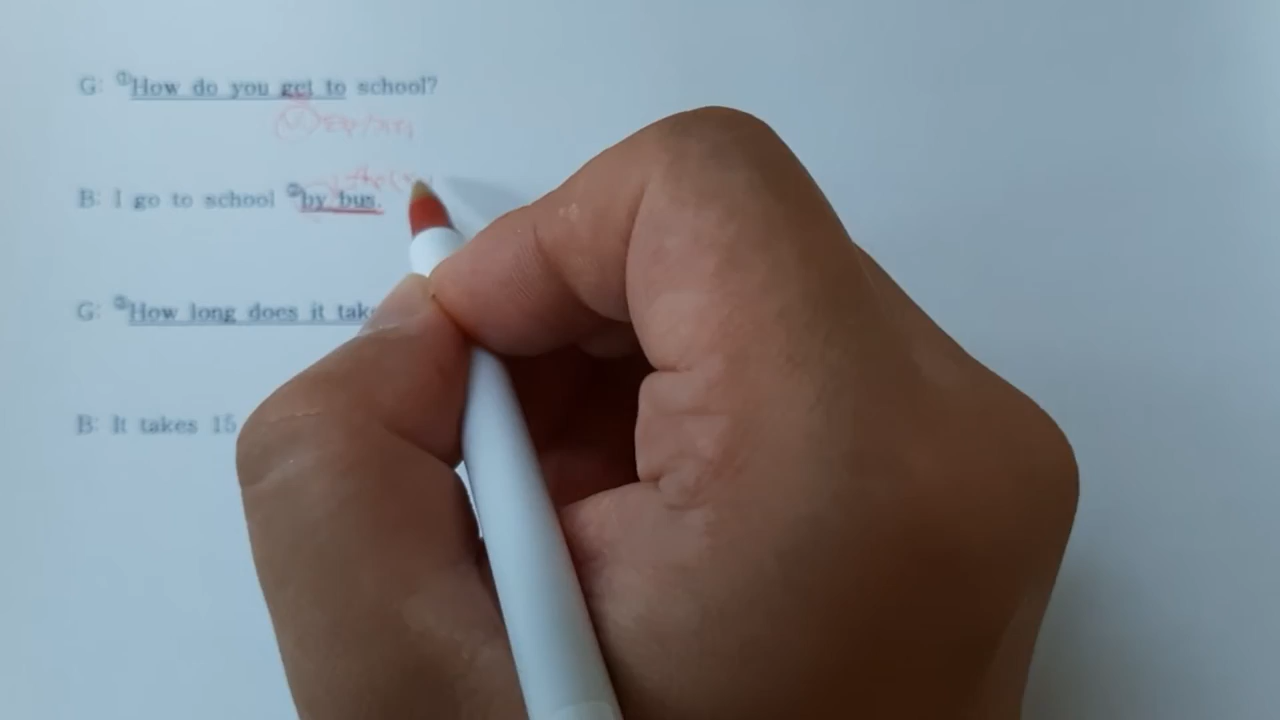 G: ①How do you get to school?
B: I go to school ②by bus.
G: ③How long does it take
B: It takes 15